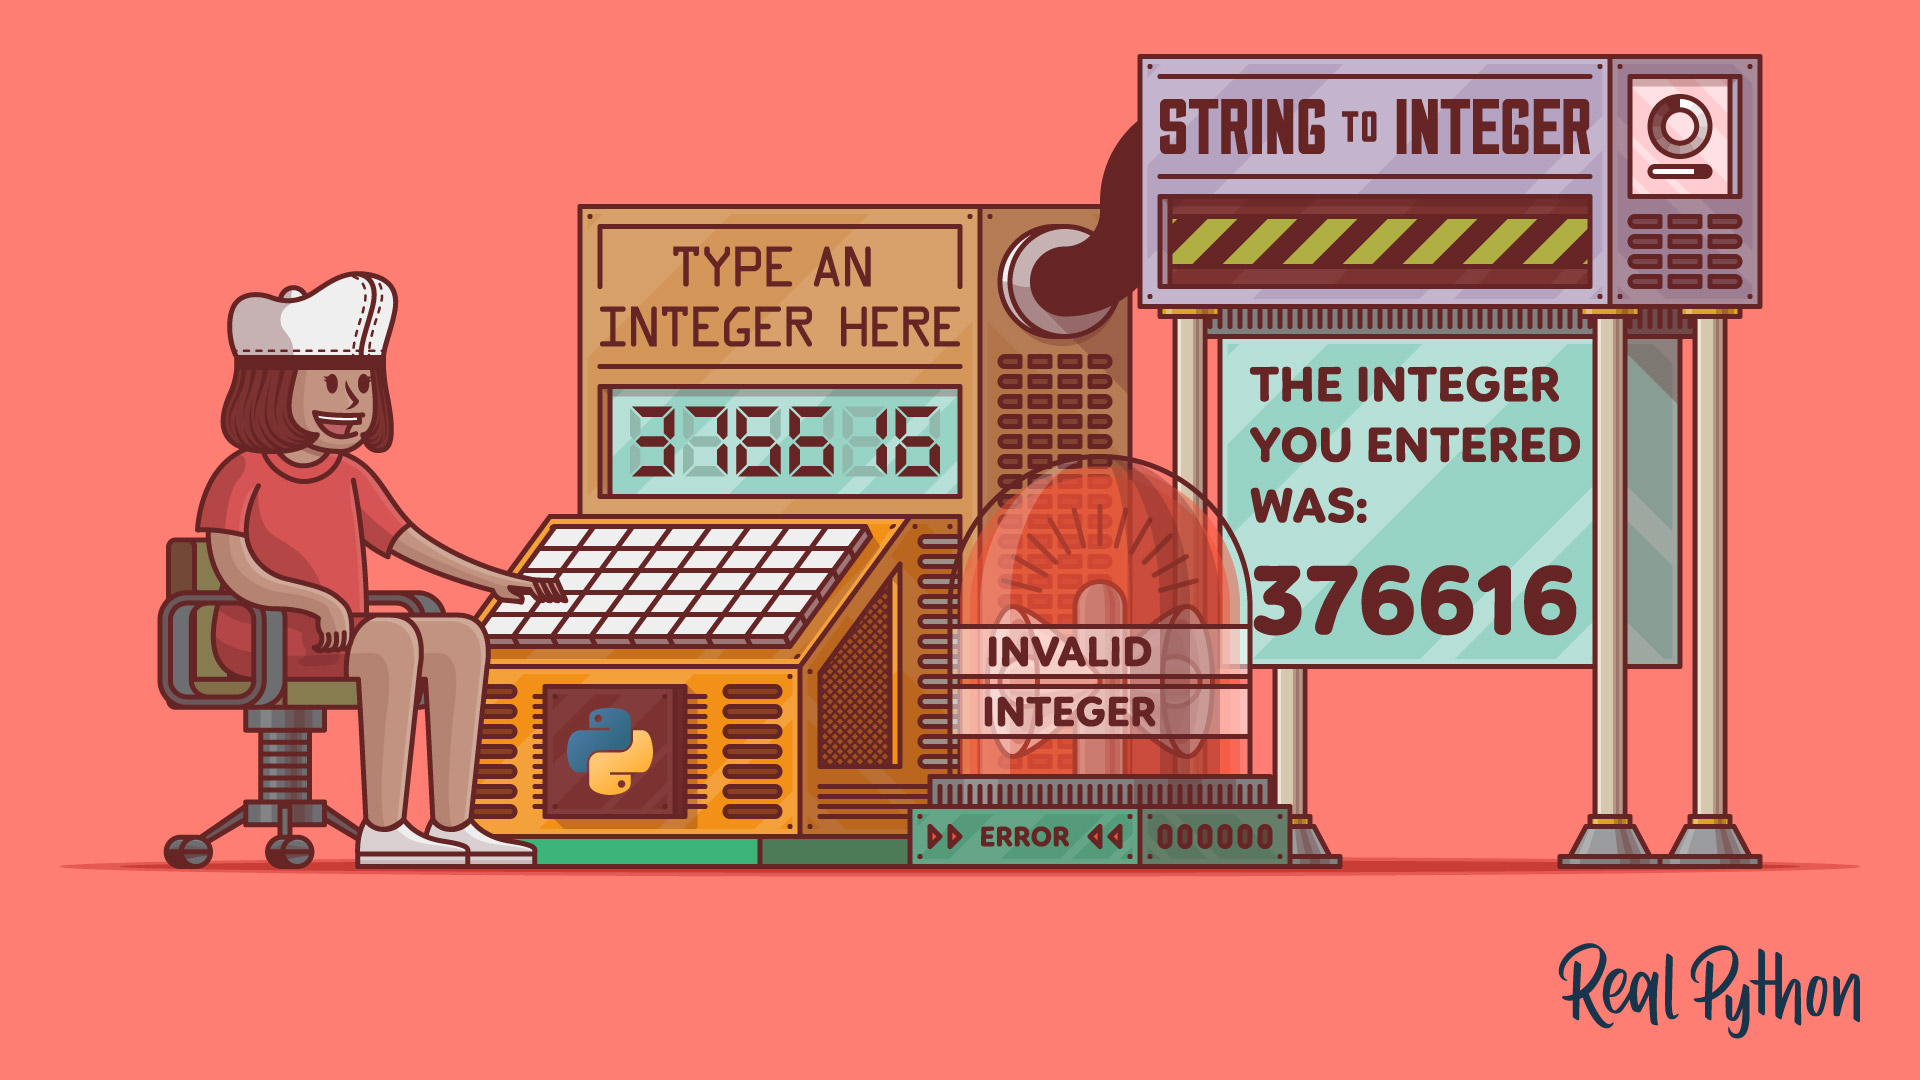 STRING TO INTEGER
TYPE AN
INTEGER HERE
376616
THE INTEGER
YOU ENTERED
WAS:
376616
INVALID
INTEGER
ERROR 000000
Real Python